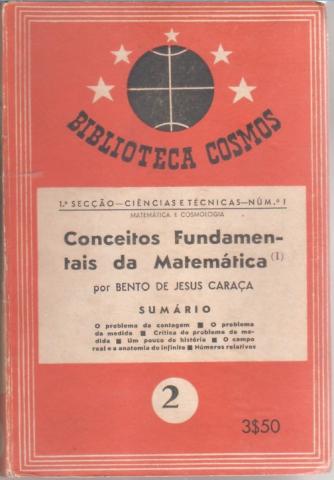 BIBLIOTECA COSMOS
1.ª SECÇÃO—CIÊNCIAS E TÉCNICAS—NÚM.º 1
MATEMÁTICA E COSMOLOGIA
Conceitos Fundamen-
tais da Matemática (I)
por BENTO DE JESUS CARAÇA
SUMÁRIO
O problema da contagem ■ O problema
da medida ■ Crítica do problema da me-
dida ■ Um pouco de história ■ O campo
real e a anatomia do infinito ■ Números relativos
2
3$50